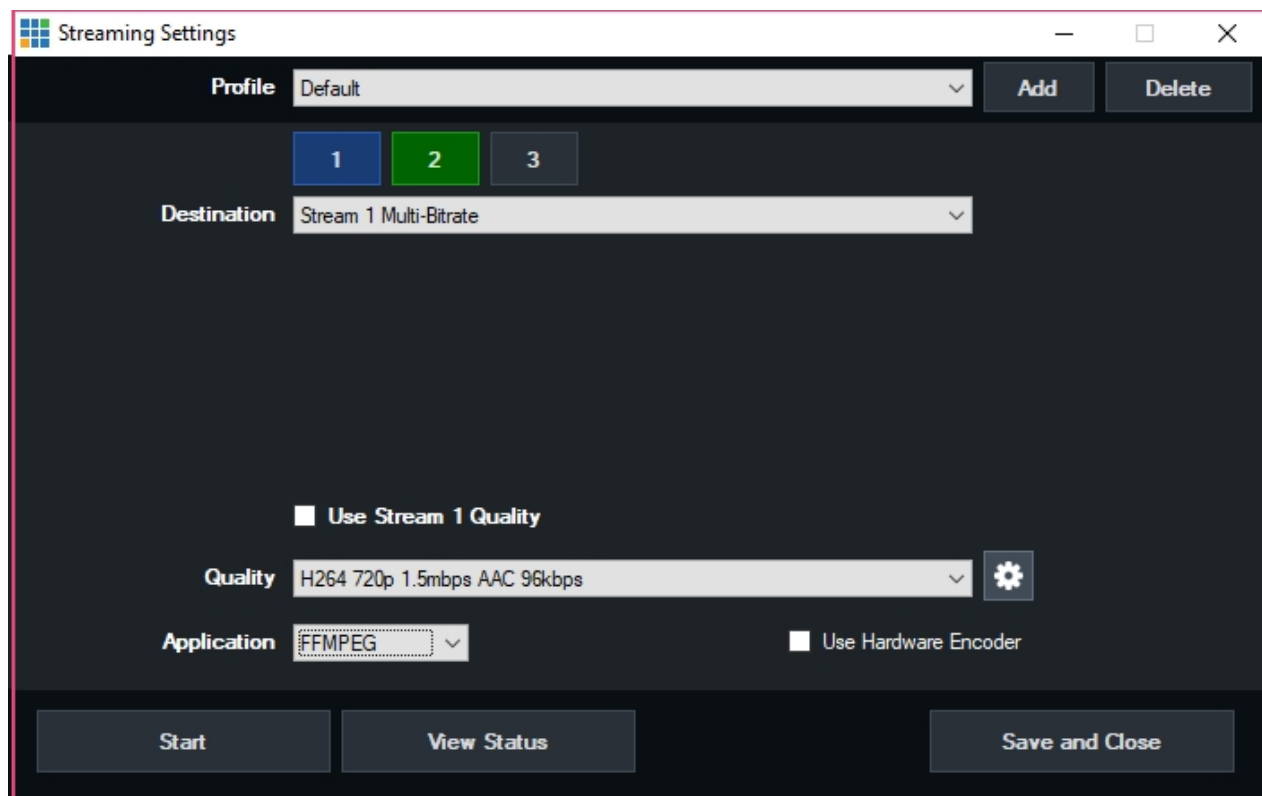 Streaming Settings
Profile Default Add Delete
1 2 3
Destination Stream 1 Multi-Bitrate
Use Stream 1 Quality
Quality H264 720p 1.5mbps AAC 96kbps
Application FFMPEG Use Hardware Encoder
Start View Status Save and Close